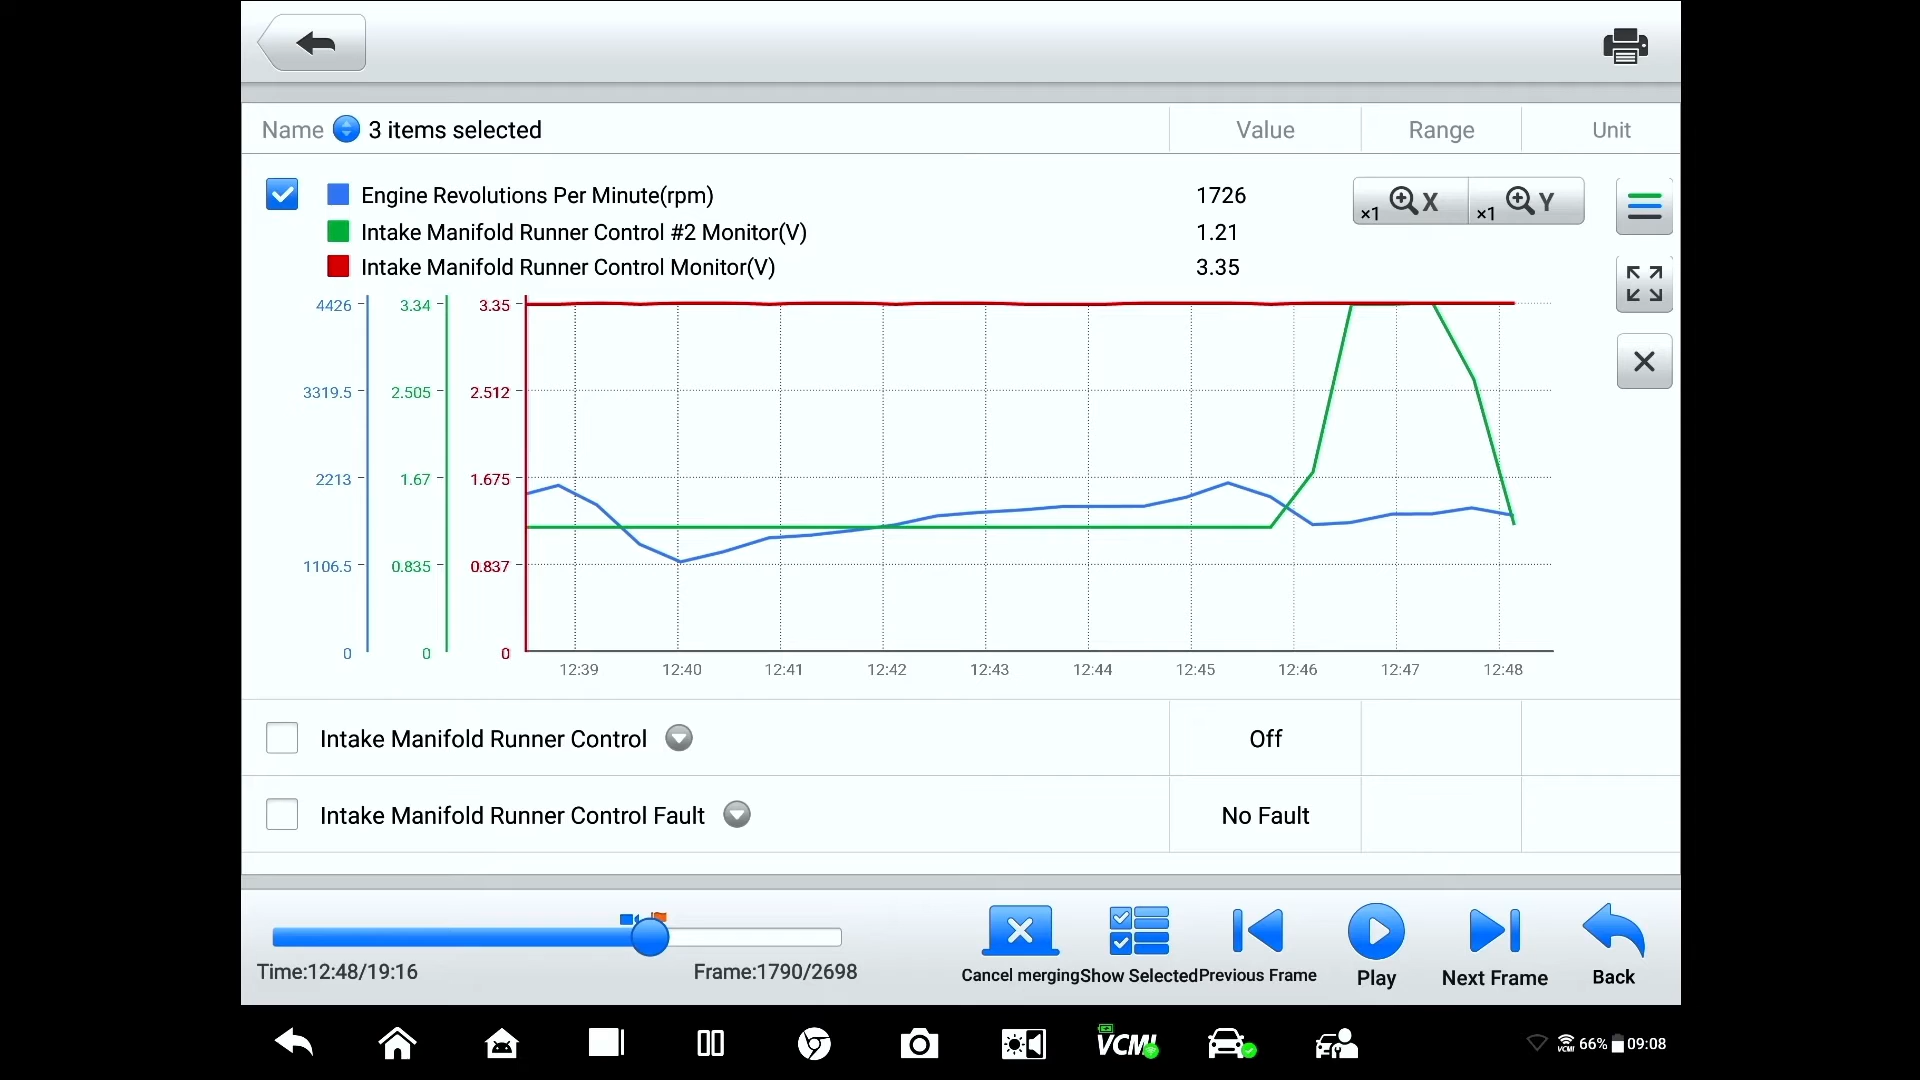 Name 3 items selected Value Range Unit
Engine Revolutions Per Minute(rpm) 1726
Intake Manifold Runner Control #2 Monitor(V) 1.21
Intake Manifold Runner Control Monitor(V) 3.35
×1 X ×1 Y
4426 3.34 3.35
3319.5 2.505 2.512
2213 1.67 1.675
1106.5 0.835 0.837
0 0 0
12:39 12:40 12:41 12:42 12:43 12:44 12:45 12:46 12:47 12:48
Intake Manifold Runner Control Off
Intake Manifold Runner Control Fault No Fault
Time:12:48/19:16 Frame:1790/2698
Cancel merging Show Selected Previous Frame Play Next Frame Back
VCMI VCMI 66% 09:08